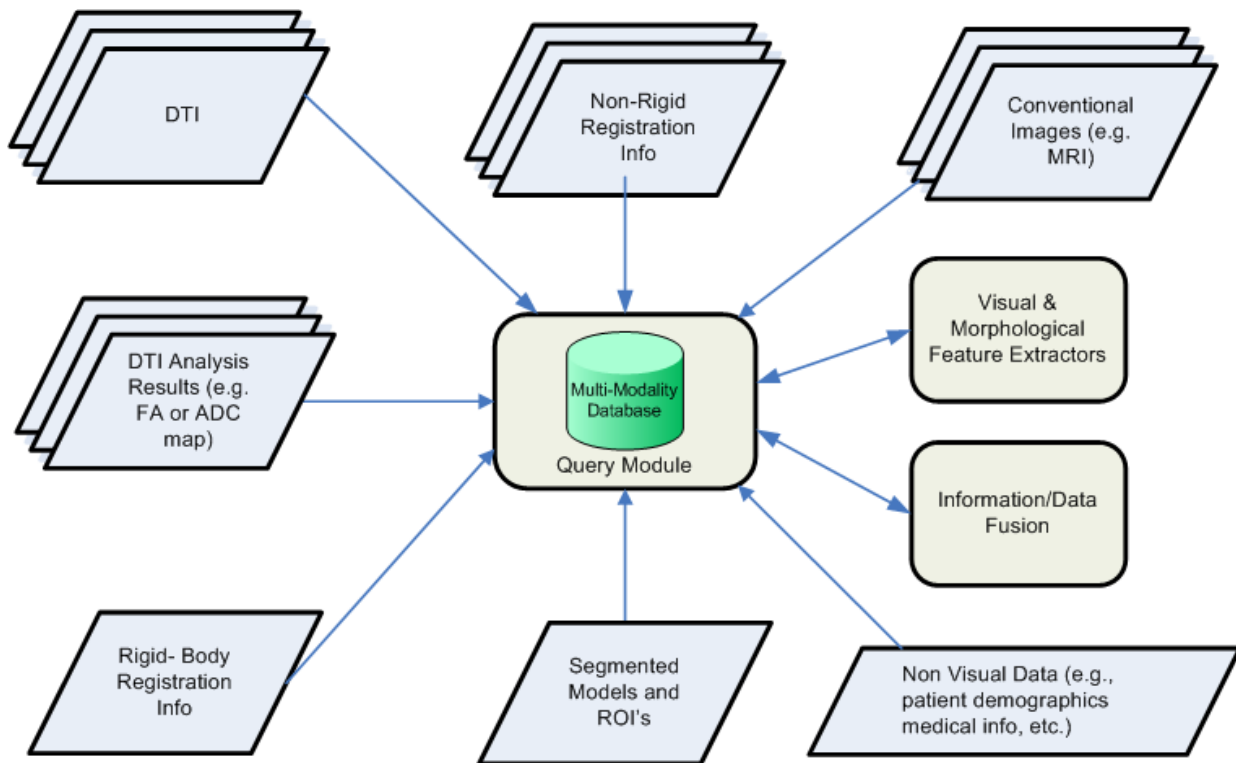 DTI
Non-Rigid
Registration
Info
Conventional
Images (e.g.
MRI)
Visual &
Morphological
Feature Extractors
DTI Analysis
Results (e.g.
FA or ADC
map)
Multi-Modality
Database
Query Module
Information/Data
Fusion
Rigid- Body
Registration
Info
Segmented
Models and
ROI's
Non Visual Data (e.g.,
patient demographics
medical info, etc.)